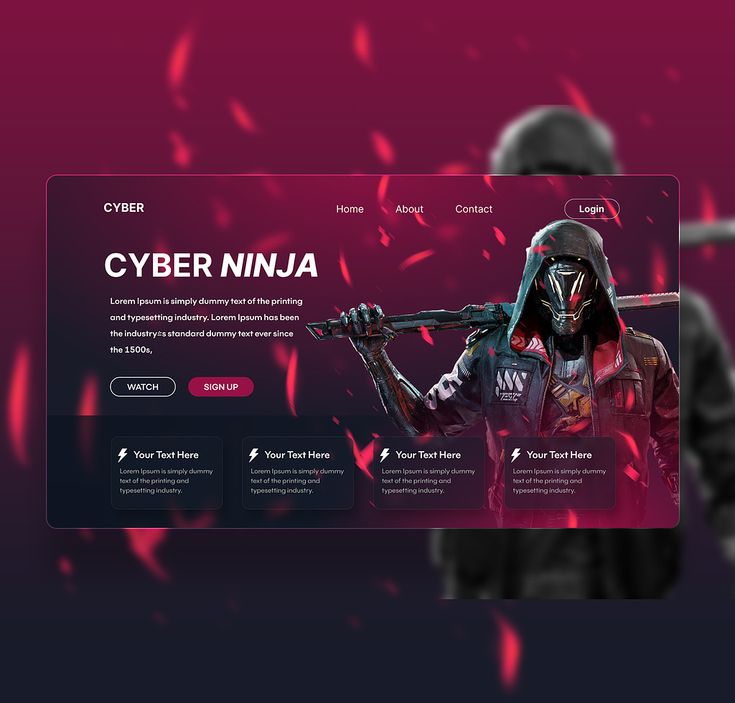 CYBER
Home About Contact Login
CYBER NINJA
Lorem Ipsum is simply dummy text of the printing
and typesetting industry. Lorem Ipsum has been
the industry's standard dummy text ever since
the 1500s,
WATCH SIGN UP
Your Text Here
Lorem Ipsum is simply dummy
text of the printing and
typesetting industry.
Your Text Here
Lorem Ipsum is simply dummy
text of the printing and
typesetting industry.
Your Text Here
Lorem Ipsum is simply dummy
text of the printing and
typesetting industry.
Your Text Here
Lorem Ipsum is simply dummy
text of the printing and
typesetting industry.